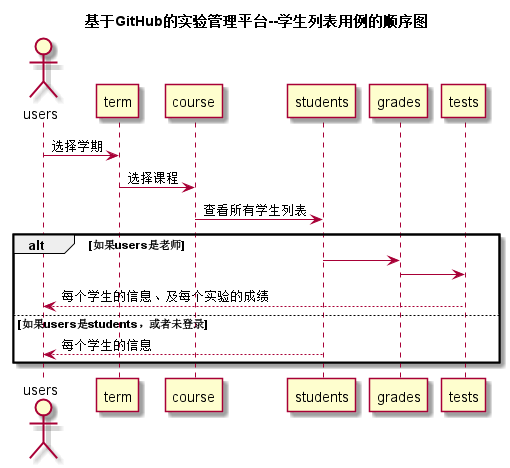 基于GitHub的实验管理平台--学生列表用例的顺序图
users
term
course
students
grades
tests
选择学期
选择课程
查看所有学生列表
alt [如果users是老师]
每个学生的信息、及每个实验的成绩
[如果users是students，或者未登录]
每个学生的信息
users
term
course
students
grades
tests